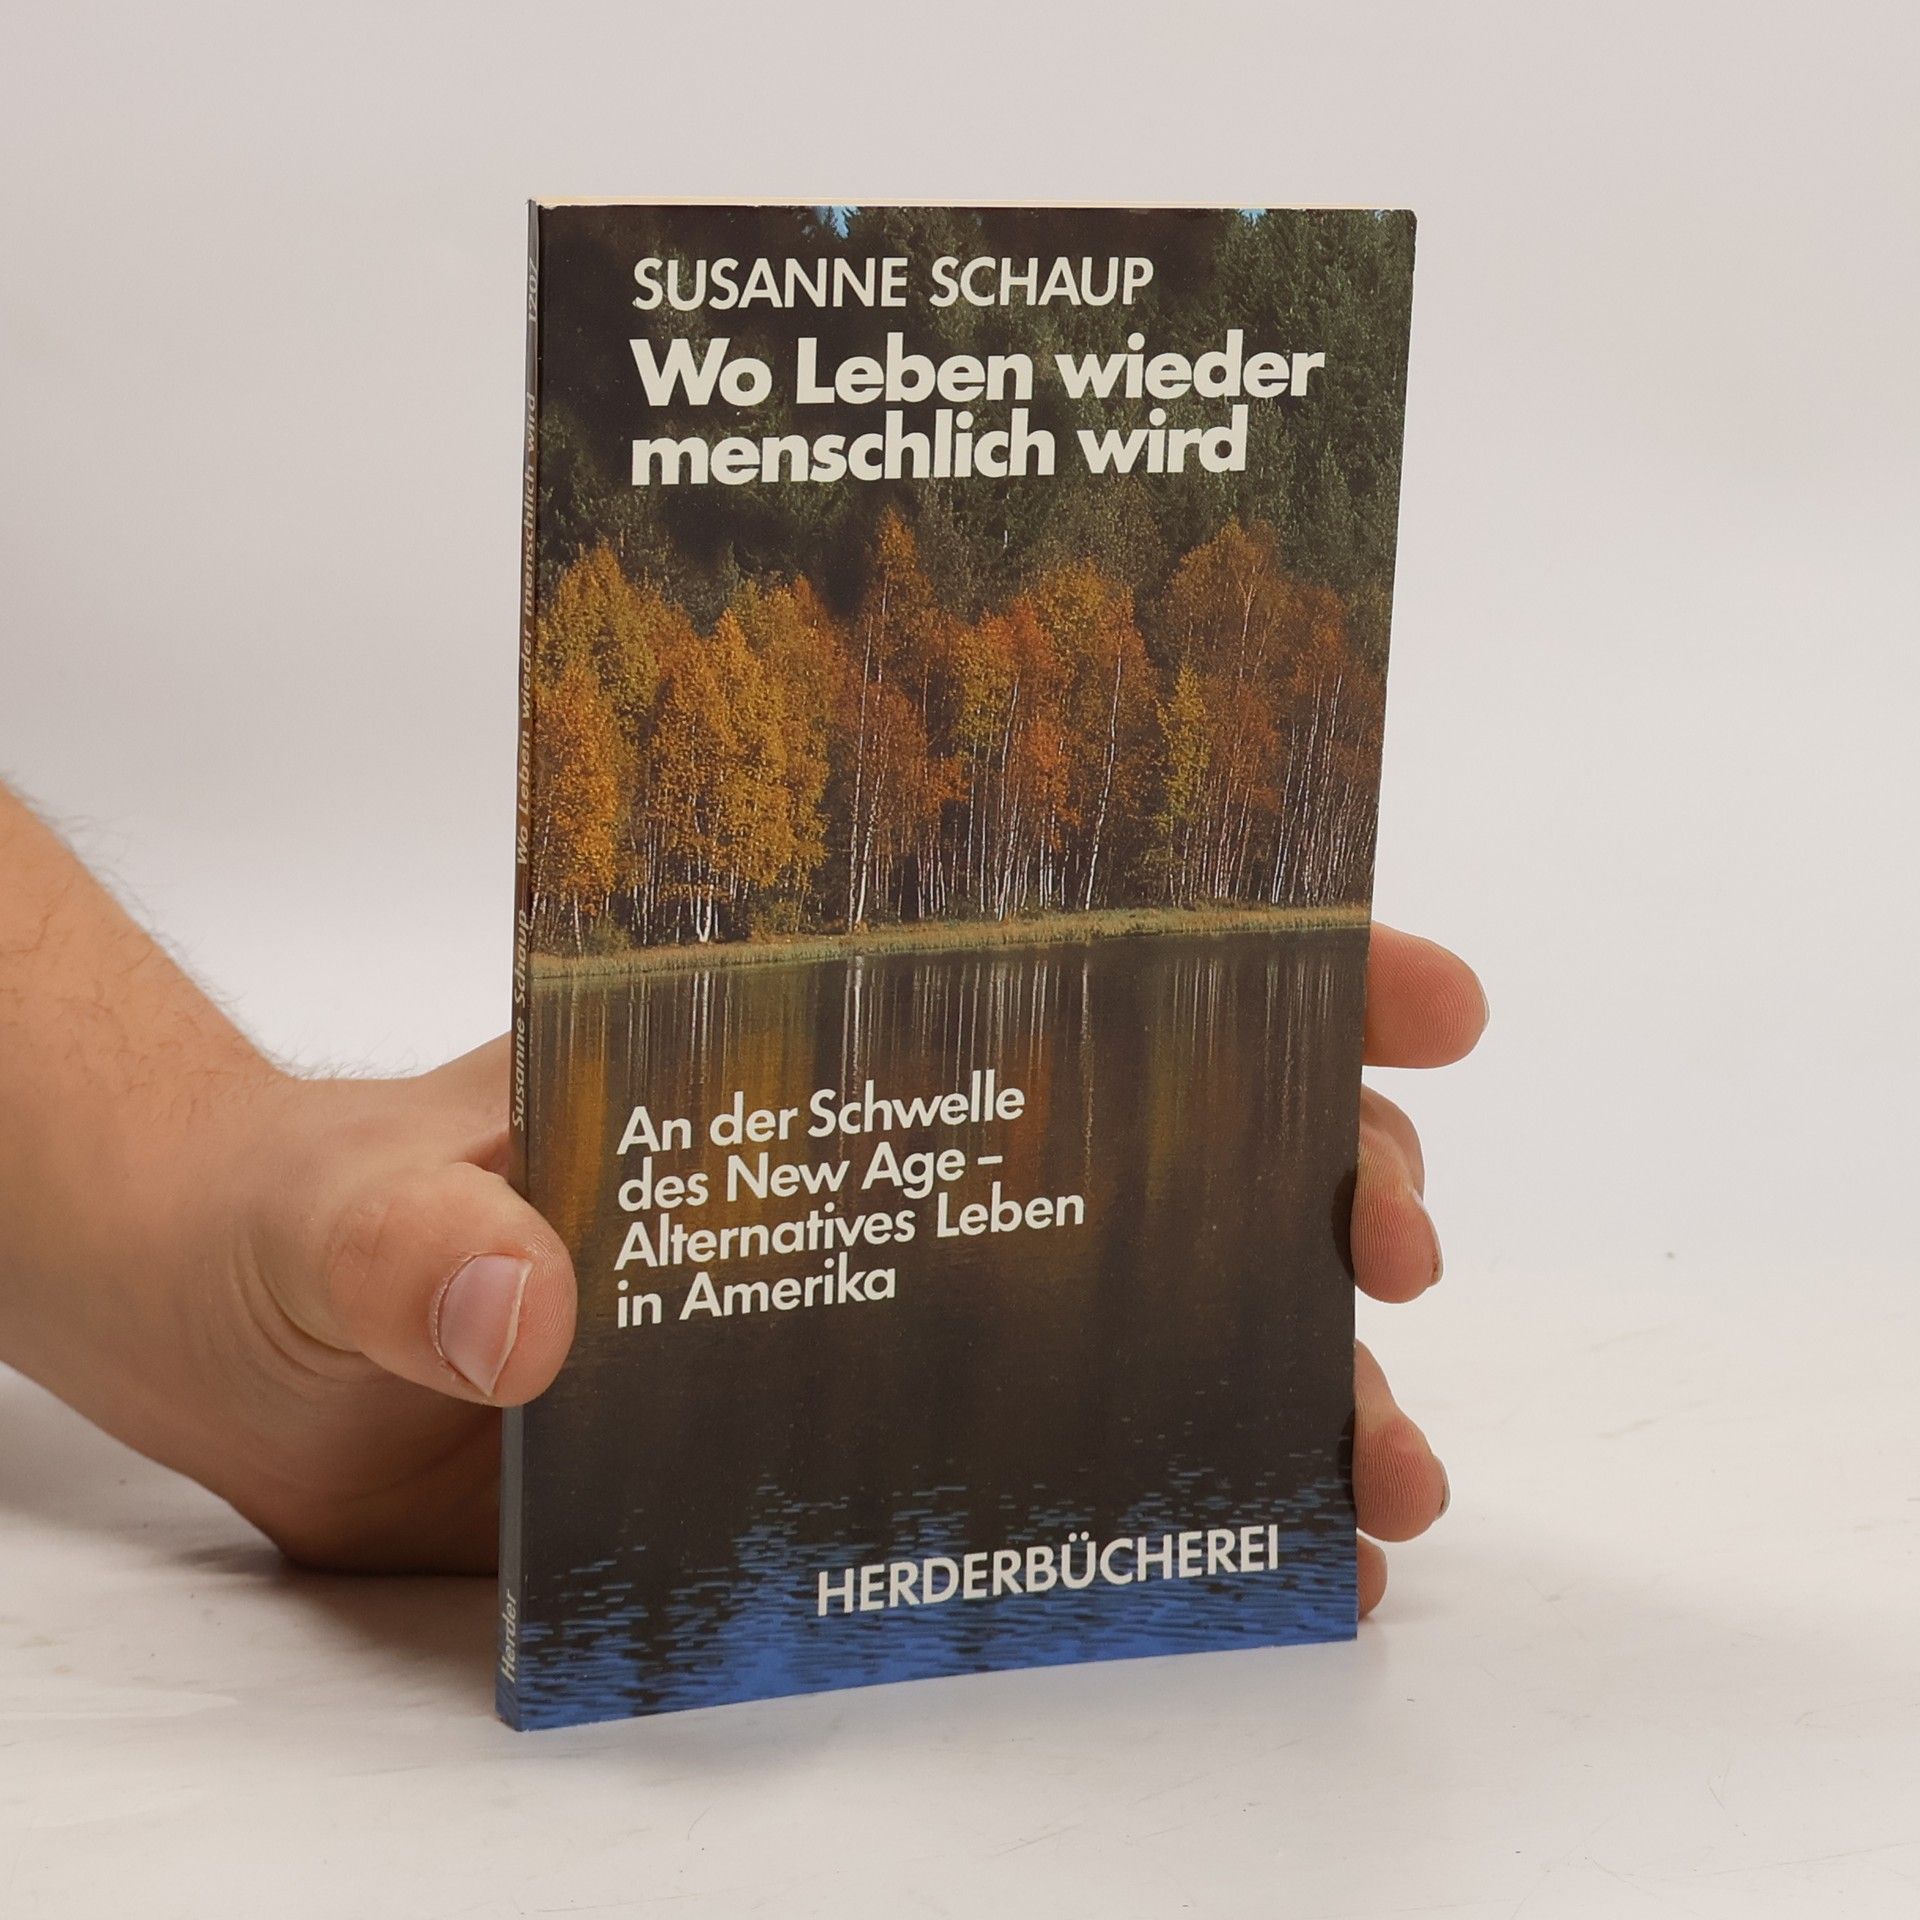 SUSANNE SCHAUP
Wo Leben wieder
menschlich wird
An der Schwelle
des New Age –
Alternatives Leben
in Amerika
HERDERBÜCHEREI
Susanne Schaup Wo Leben wieder menschlich wird 1207
Herder